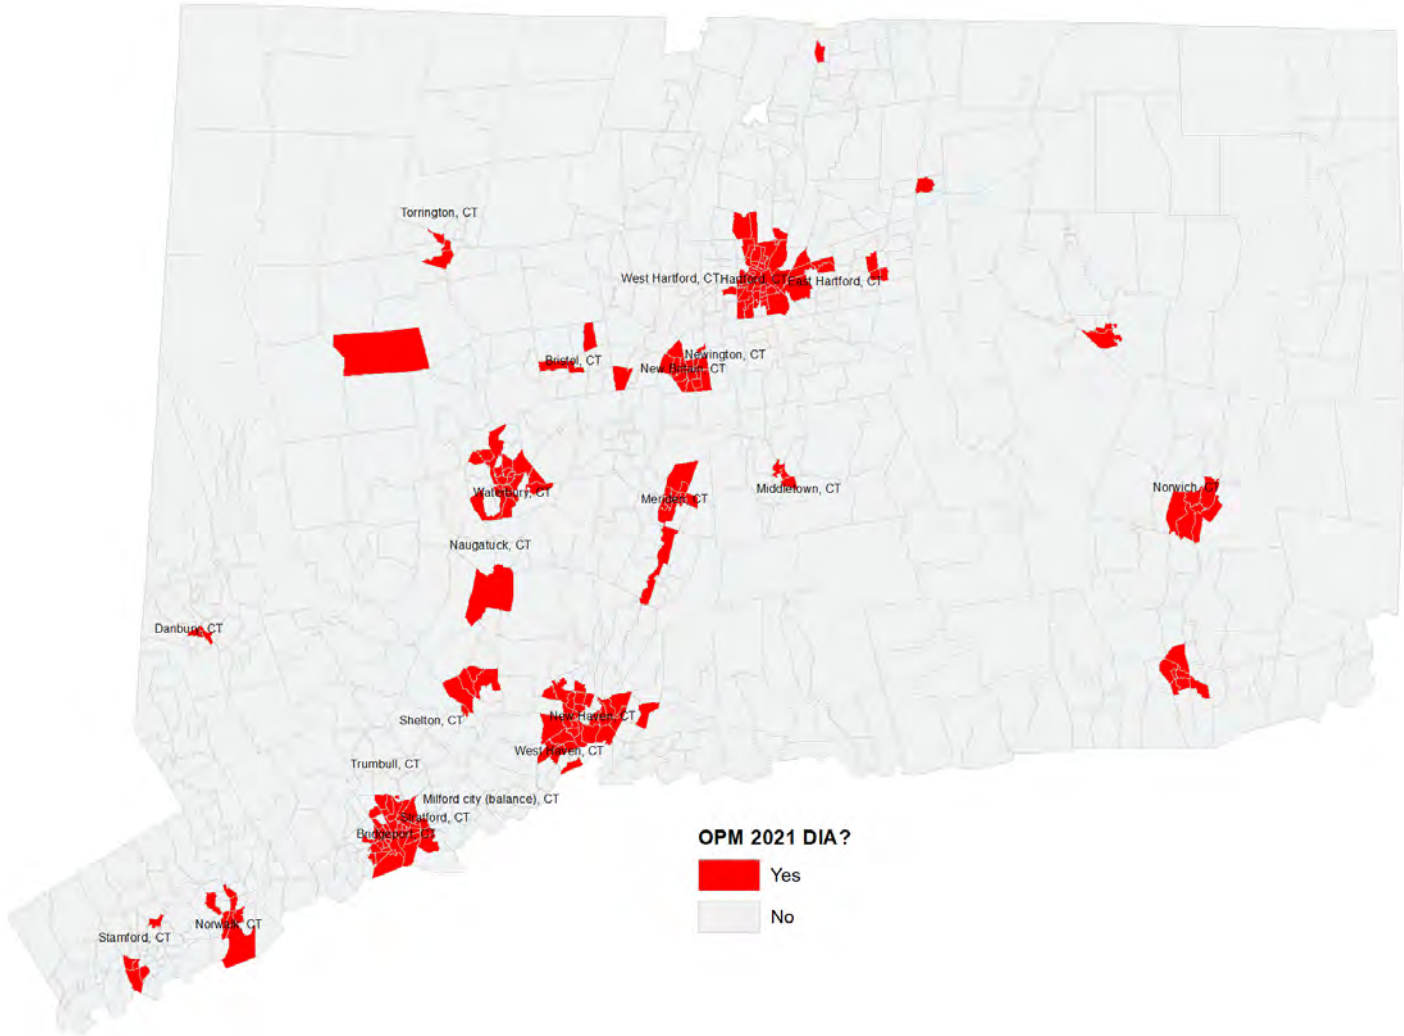 Torrington, CT
West Hartford, CT
Hartford, CT
East Hartford, CT
Bristol, CT
Newington, CT
New Britain, CT
Waterbury, CT
Meriden, CT
Middletown, CT
Norwich, CT
Naugatuck, CT
Danbury, CT
Shelton, CT
New Haven, CT
West Haven, CT
Trumbull, CT
Milford city (balance), CT
Stratford, CT
Bridgeport, CT
OPM 2021 DIA?
Yes
No
Norwalk, CT
Stamford, CT